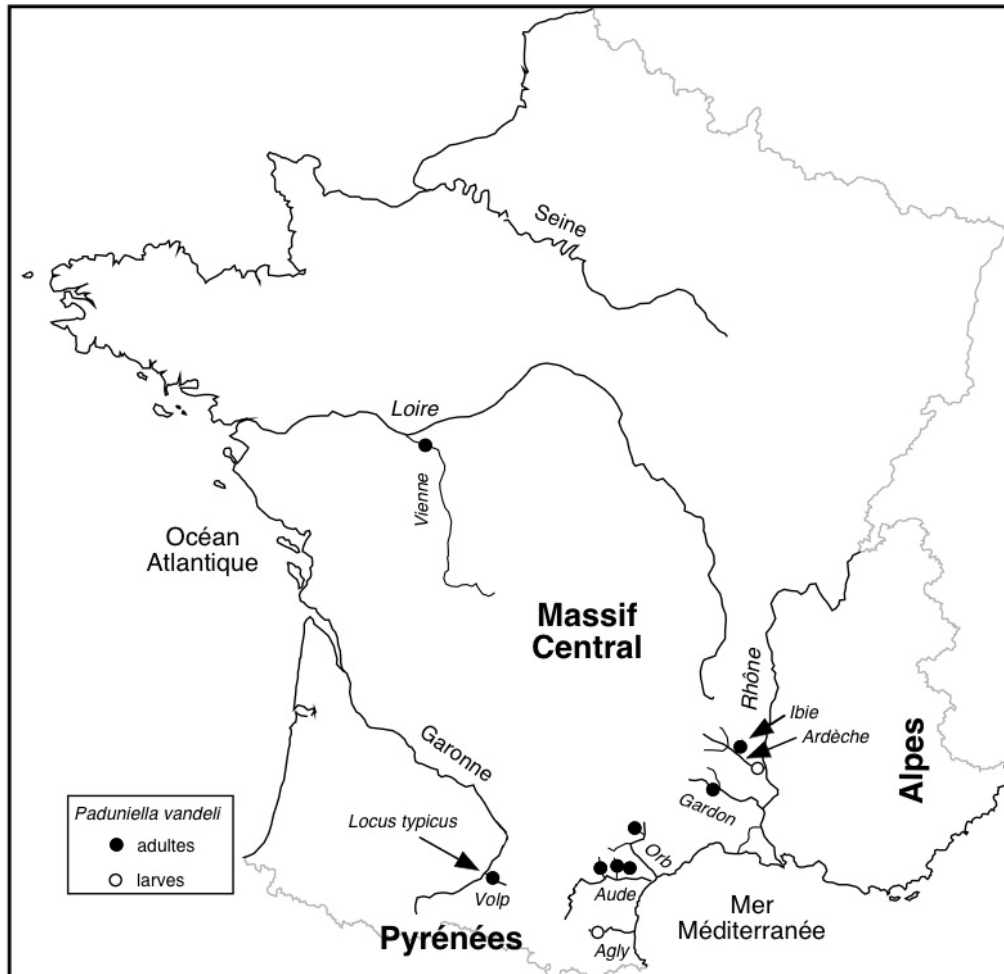 Seine
Loire
Vienne
Océan
Atlantique
Massif
Central
Rhône
Ibie
Ardèche
Alpes
Garonne
Gardon
Paduniella vandeli
adultes
larves
Locus typicus
Orb
Volp
Aude
Mer
Méditerranée
Pyrénées
Agly